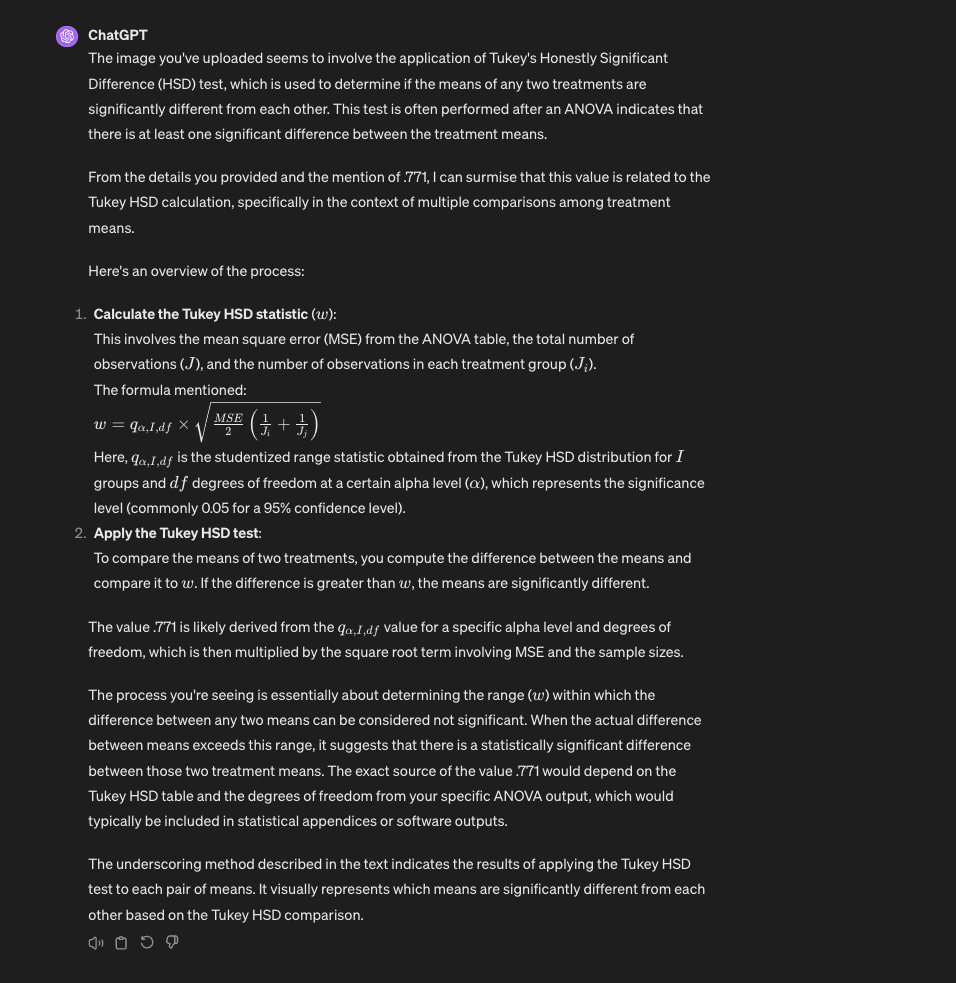 ChatGPT
The image you've uploaded seems to involve the application of Tukey's Honestly Significant
Difference (HSD) test, which is used to determine if the means of any two treatments are
significantly different from each other. This test is often performed after an ANOVA indicates that
there is at least one significant difference between the treatment means.
From the details you provided and the mention of .771, I can surmise that this value is related to the
Tukey HSD calculation, specifically in the context of multiple comparisons among treatment
means.
Here's an overview of the process:
1. Calculate the Tukey HSD statistic (w):
This involves the mean square error (MSE) from the ANOVA table, the total number of
observations (J), and the number of observations in each treatment group (J_i).
The formula mentioned:
w = q_{α,I,df} × √(MSE/2 (1/J_i + 1/J_j))
Here, q_{α,I,df} is the studentized range statistic obtained from the Tukey HSD distribution for I
groups and df degrees of freedom at a certain alpha level (α), which represents the significance
level (commonly 0.05 for a 95% confidence level).
2. Apply the Tukey HSD test:
To compare the means of two treatments, you compute the difference between the means and
compare it to w. If the difference is greater than w, the means are significantly different.
The value .771 is likely derived from the q_{α,I,df} value for a specific alpha level and degrees of
freedom, which is then multiplied by the square root term involving MSE and the sample sizes.
The process you're seeing is essentially about determining the range (w) within which the
difference between any two means can be considered not significant. When the actual difference
between means exceeds this range, it suggests that there is a statistically significant difference
between those two treatment means. The exact source of the value .771 would depend on the
Tukey HSD table and the degrees of freedom from your specific ANOVA output, which would
typically be included in statistical appendices or software outputs.
The underscoring method described in the text indicates the results of applying the Tukey HSD
test to each pair of means. It visually represents which means are significantly different from each
other based on the Tukey HSD comparison.